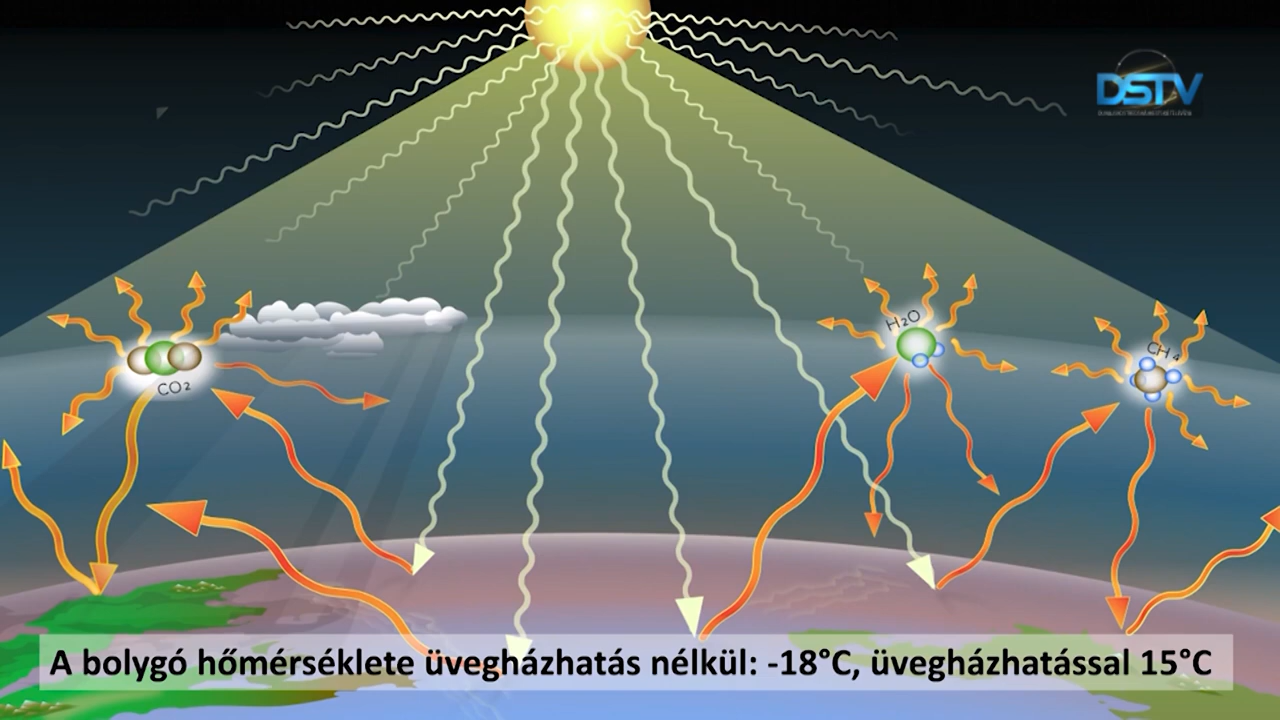 DSTV
H₂O
CH₄
CO₂
A bolygó hőmérséklete üvegházhatás nélkül: -18°C, üvegházhatással 15°C